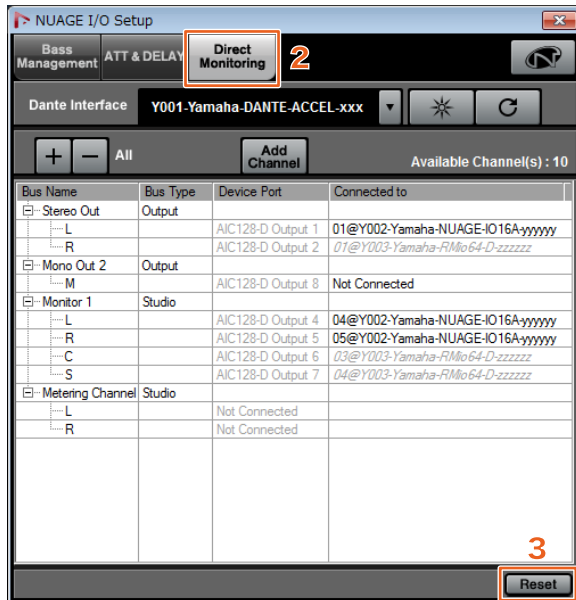 NUAGE I/O Setup
Bass Management ATT & DELAY Direct Monitoring 2
Dante Interface Y001-Yamaha-DANTE-ACCEL-xxx
+ − All Add Channel Available Channel(s) : 10
Bus Name Bus Type Device Port Connected to
Stereo Out Output
L AIC128-D Output 1 01@Y002-Yamaha-NUAGE-IO16A-yyyyyy
R AIC128-D Output 2 01@Y003-Yamaha-RMio64-D-zzzzzz
Mono Out 2 Output
M AIC128-D Output 8 Not Connected
Monitor 1 Studio
L AIC128-D Output 4 04@Y002-Yamaha-NUAGE-IO16A-yyyyyy
R AIC128-D Output 5 05@Y002-Yamaha-NUAGE-IO16A-yyyyyy
C AIC128-D Output 6 03@Y003-Yamaha-RMio64-D-zzzzzz
S AIC128-D Output 7 04@Y003-Yamaha-RMio64-D-zzzzzz
Metering Channel Studio
L Not Connected
R Not Connected
3
Reset